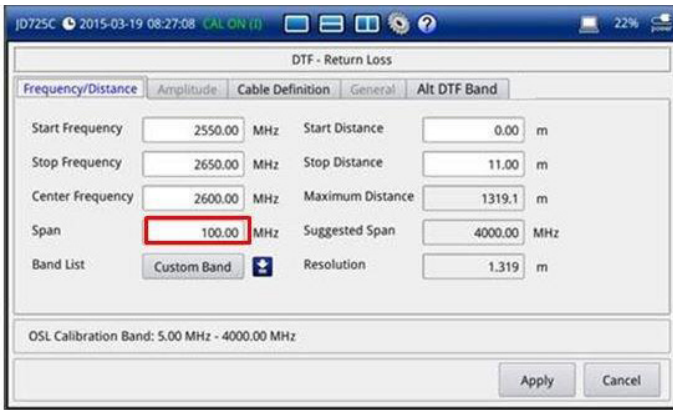 JD725C 2015-03-19 08:27:08 CAL ON (I) ? 22% power
DTF - Return Loss
Frequency/Distance Amplitude Cable Definition General Alt DTF Band
Start Frequency 2550.00 MHz Start Distance 0.00 m
Stop Frequency 2650.00 MHz Stop Distance 11.00 m
Center Frequency 2600.00 MHz Maximum Distance 1319.1 m
Span 100.00 MHz Suggested Span 4000.00 MHz
Band List Custom Band Resolution 1.319 m
OSL Calibration Band: 5.00 MHz - 4000.00 MHz
Apply Cancel